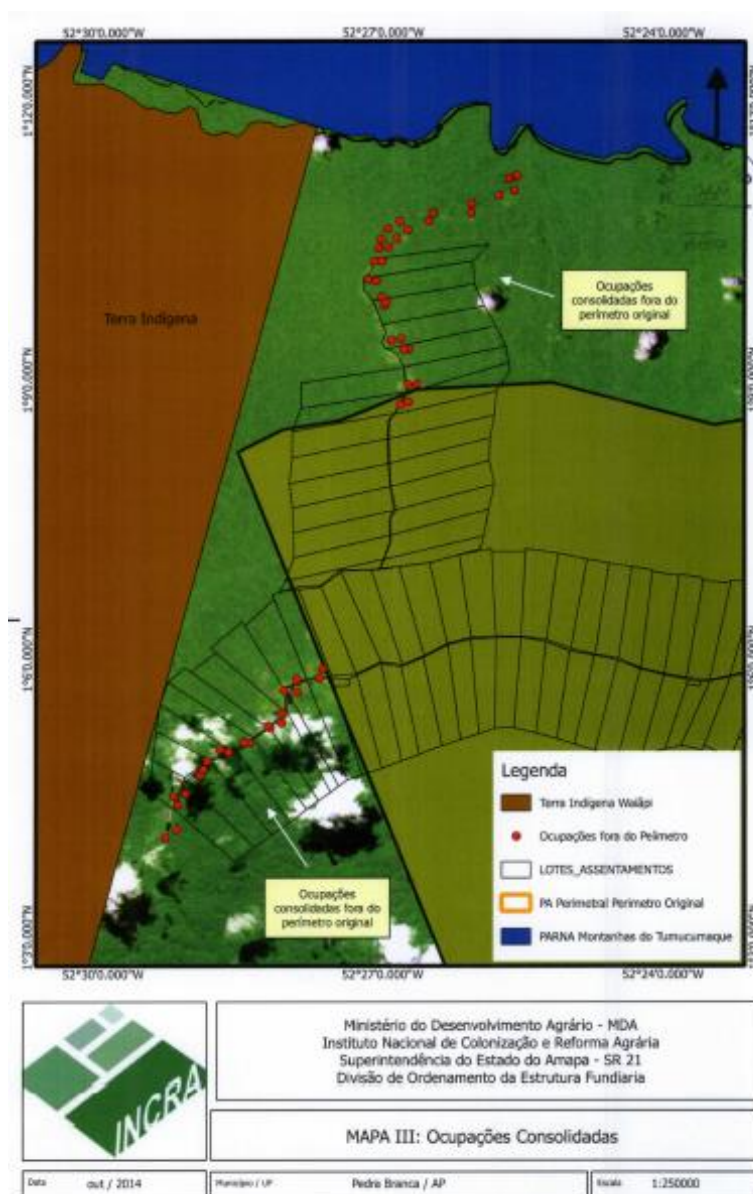 52°30'0.000"W
52°27'0.000"W
52°24'0.000"W
1°12'0.000"N
1°9'0.000"N
1°6'0.000"N
1°3'0.000"N
Terra Indígena
Ocupações
consolidadas fora do
perímetro original
Ocupações
consolidadas fora do
perímetro original
Legenda
Terra Indígena Waiãpi
Ocupações fora do Pelímetro
LOTES_ASSENTAMENTOS
PA Perimetral Perimetro Original
PARNA Montanhas do Tumucumaque
52°30'0.000"W
52°27'0.000"W
52°24'0.000"W
INCRA
Ministério do Desenvolvimento Agrário - MDA
Instituto Nacional de Colonização e Reforma Agrária
Superintendência do Estado do Amapa - SR 21
Divisão de Ordenamento da Estrutura Fundiaria
MAPA III: Ocupações Consolidadas
Data out / 2014
Município / UF Pedra Branca / AP
Escala 1:250000